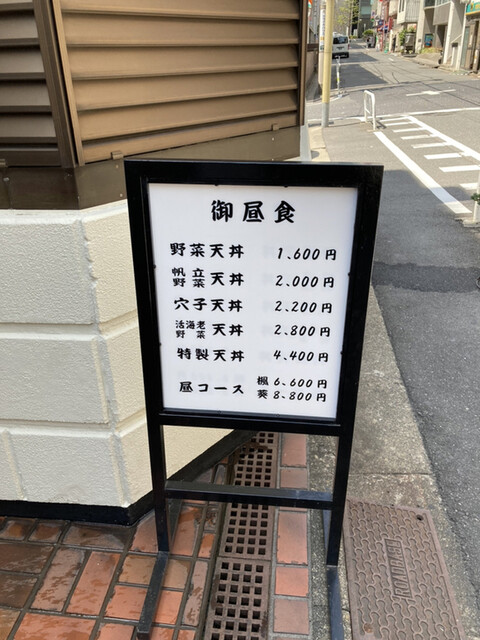 御昼食
野菜天丼 1,600円
帆立野菜天丼 2,000円
穴子天丼 2,200円
活海老野菜天丼 2,800円
特製天丼 4,400円
昼コース 楓 6,600円
葵 8,800円